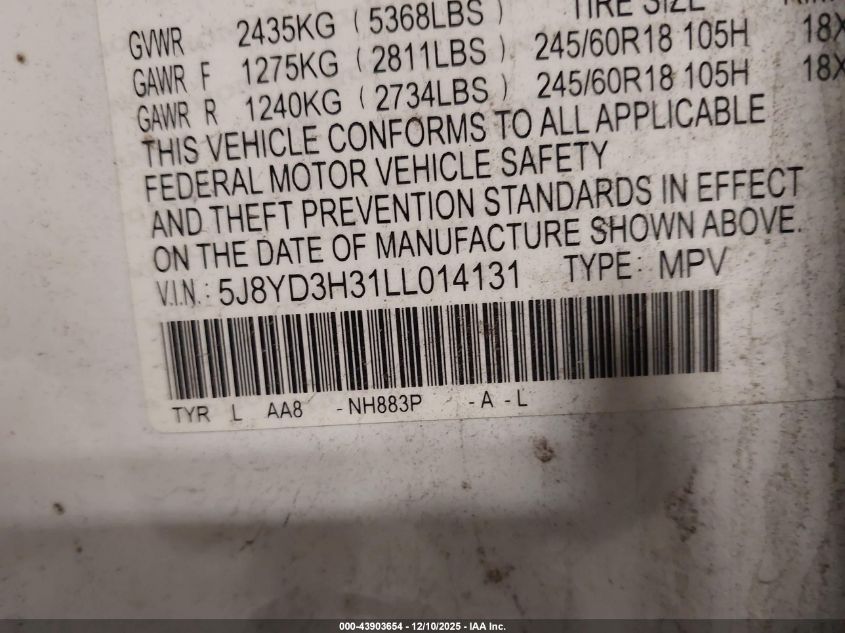 GVWR 2435KG ( 5368LBS ) TIRE SIZE
GAWR F 1275KG ( 2811LBS ) 245/60R18 105H 18X
GAWR R 1240KG ( 2734LBS ) 245/60R18 105H 18X
THIS VEHICLE CONFORMS TO ALL APPLICABLE
FEDERAL MOTOR VEHICLE SAFETY
AND THEFT PREVENTION STANDARDS IN EFFECT
ON THE DATE OF MANUFACTURE SHOWN ABOVE.
V.I.N.: 5J8YD3H31LL014131 TYPE: MPV
TYR L AA8 -NH883P -A -L
000-43903654 - 12/10/2025 - IAA Inc.